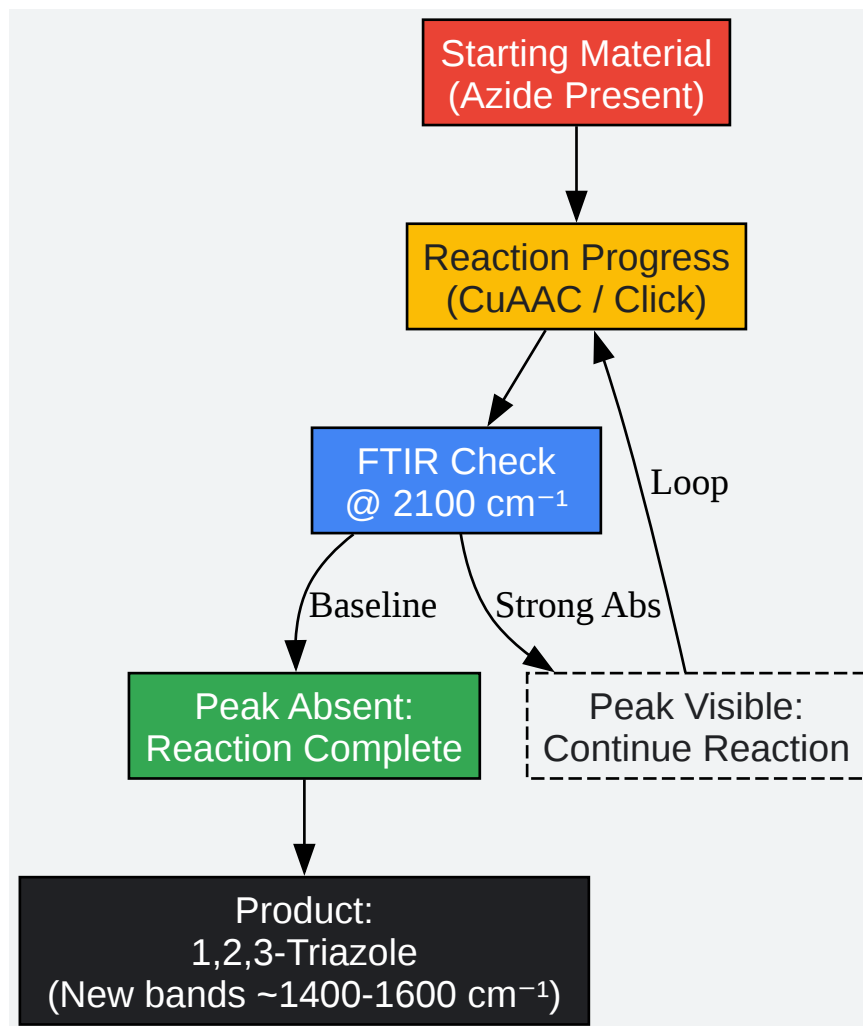 Starting Material
(Azide Present)
Reaction Progress
(CuAAC / Click)
FTIR Check
@ 2100 cm⁻¹
Loop
Baseline
Strong Abs
Peak Absent:
Reaction Complete
Peak Visible:
Continue Reaction
Product:
1,2,3-Triazole
(New bands ~1400-1600 cm⁻¹)